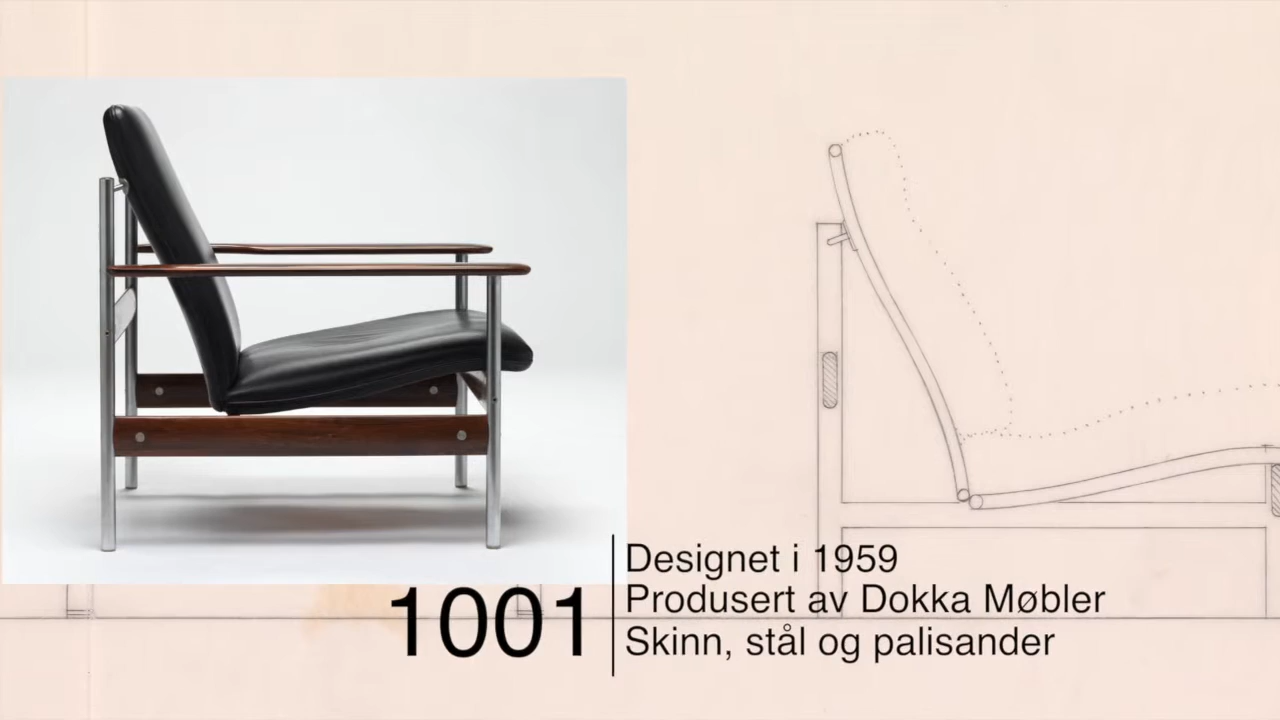 1001
Designet i 1959
Produsert av Dokka Møbler
Skinn, stål og palisander